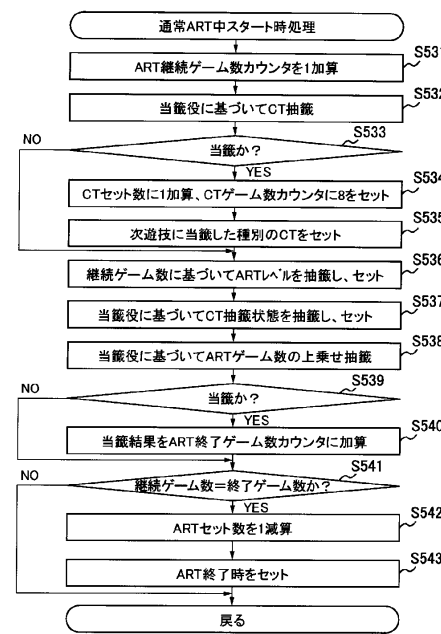 通常ART中スタート時処理
S531
ART継続ゲーム数カウンタを1加算
S532
当籤役に基づいてCT抽籤
S533
NO
当籤か?
YES
S534
CTセット数に1加算、CTゲーム数カウンタに8をセット
S535
次遊技に当籤した種別のCTをセット
S536
継続ゲーム数に基づいてARTレベルを抽籤し、セット
S537
当籤役に基づいてCT抽籤状態を抽籤し、セット
S538
当籤役に基づいてARTゲーム数の上乗せ抽籤
S539
NO
当籤か?
YES
S540
当籤結果をART終了ゲーム数カウンタに加算
S541
NO
継続ゲーム数=終了ゲーム数か?
YES
S542
ARTセット数を1減算
S543
ART終了時をセット
戻る